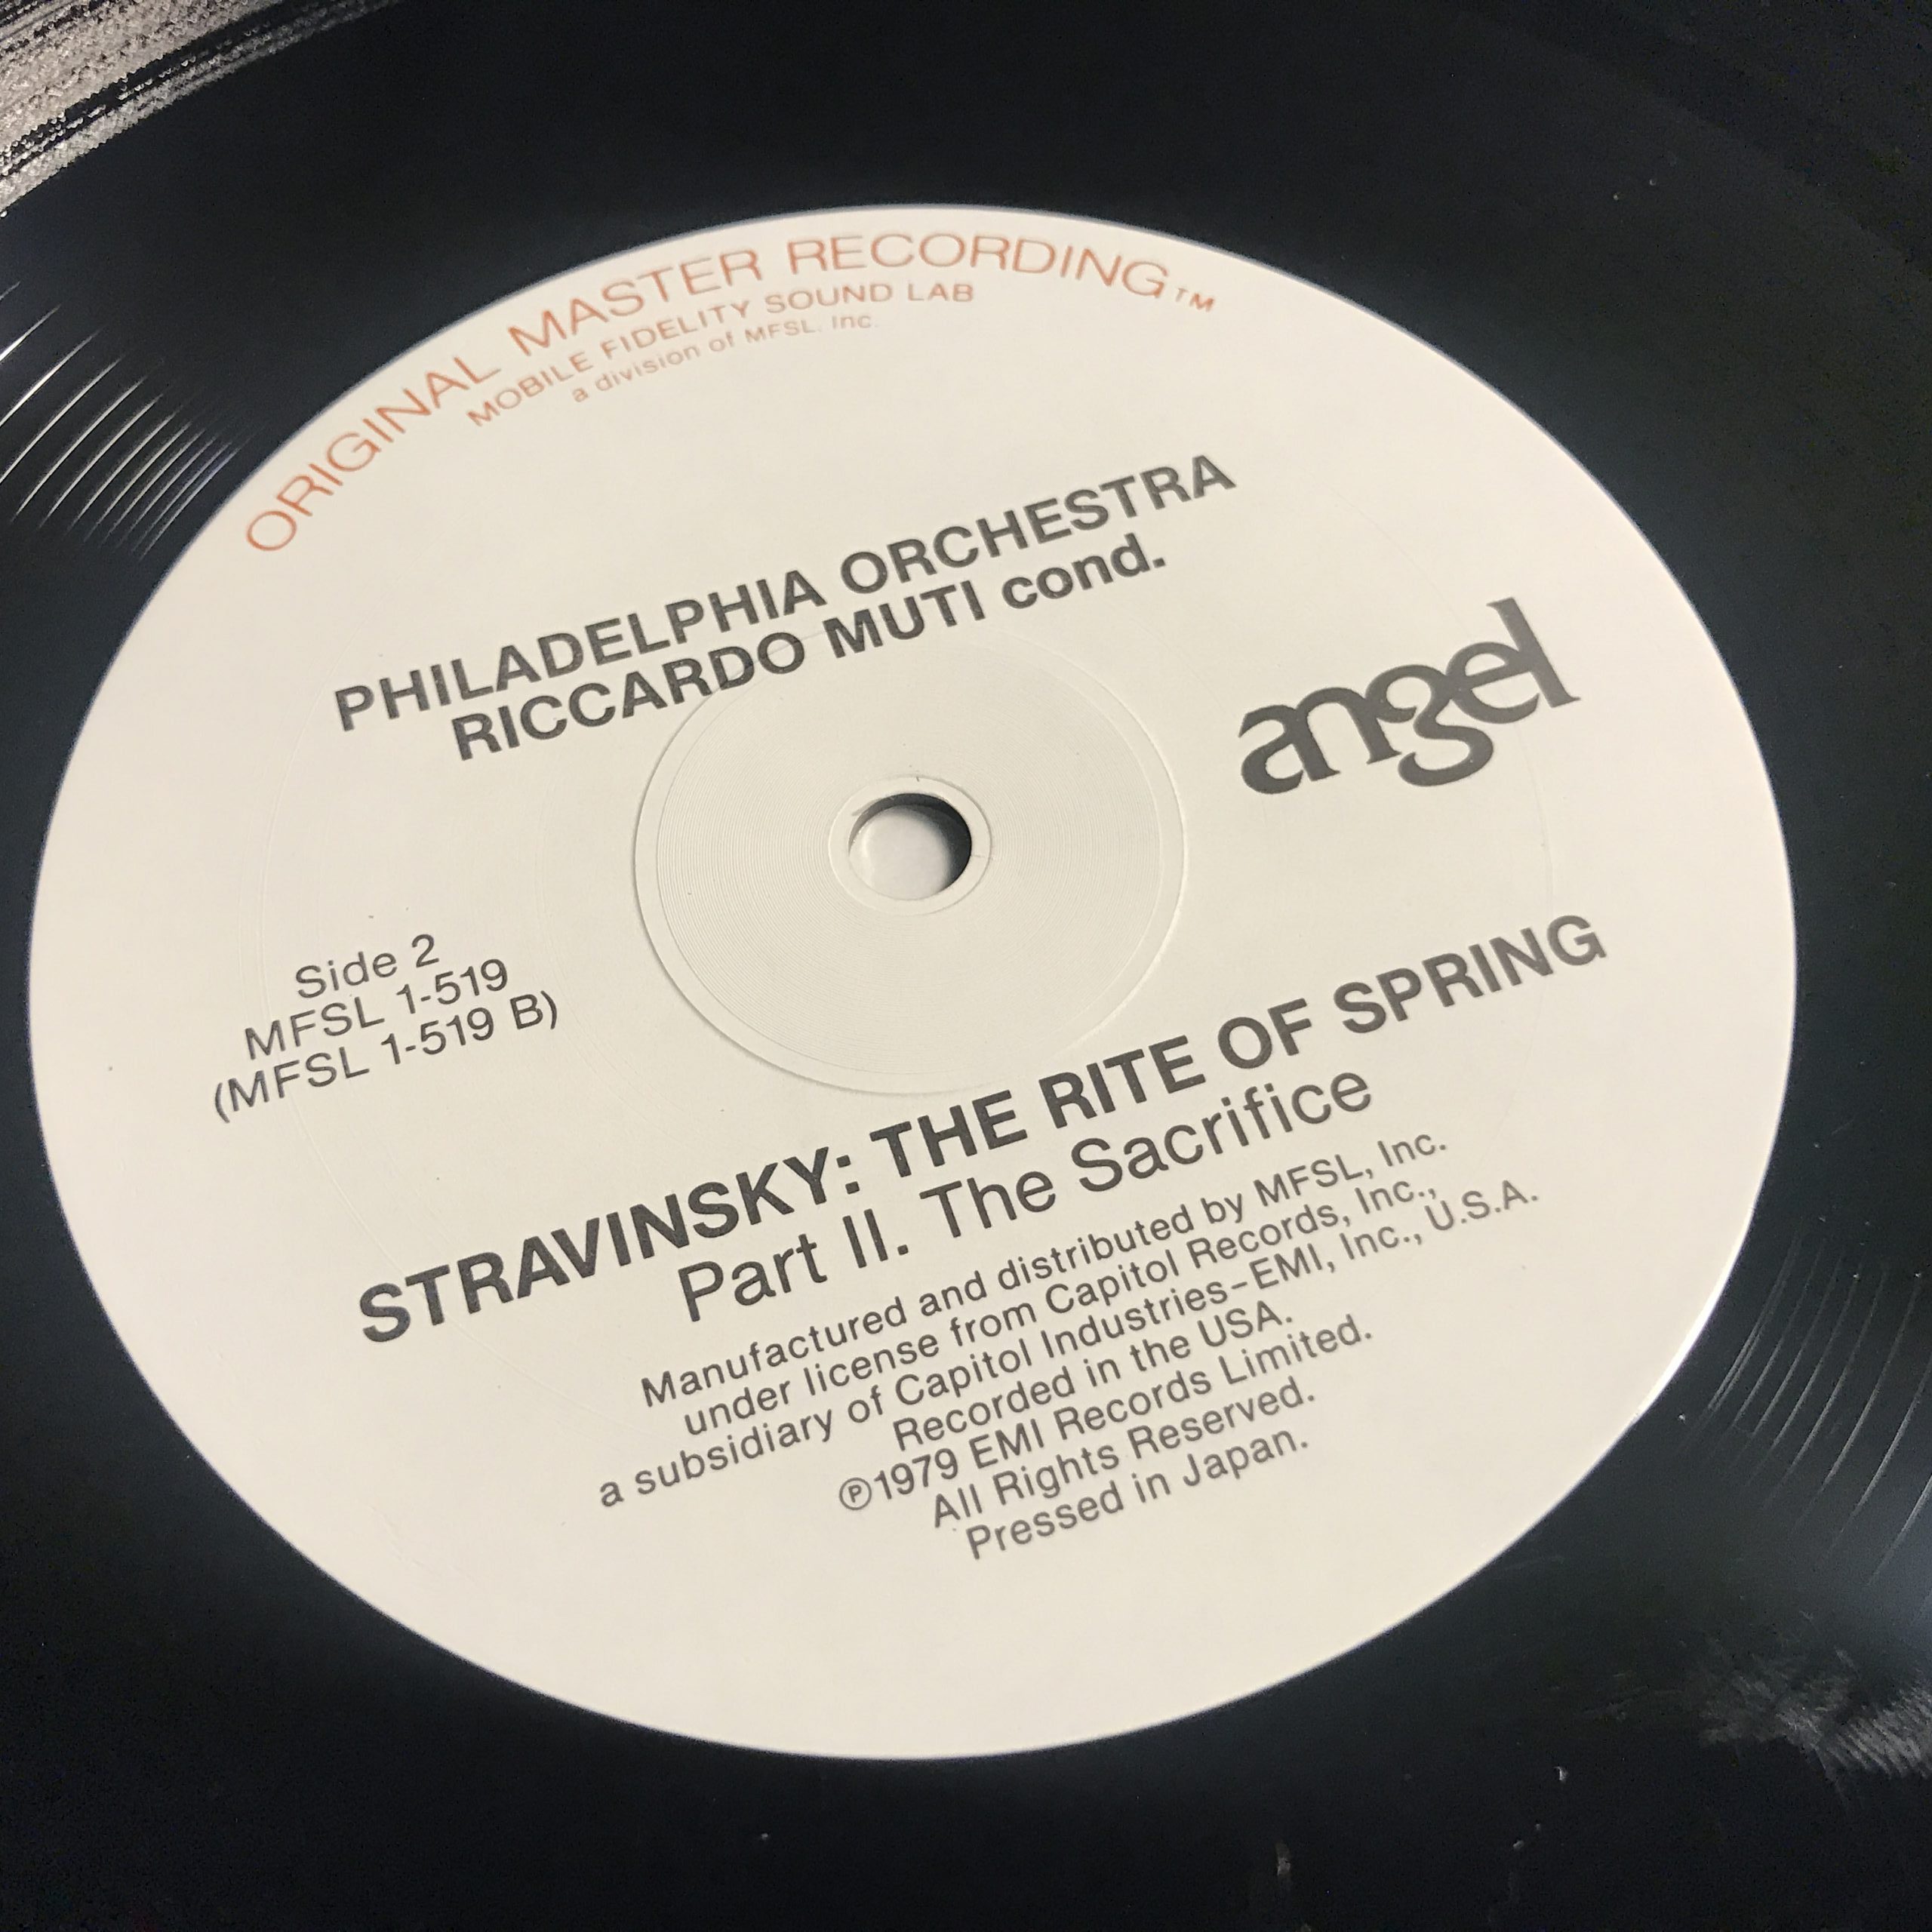 ORIGINAL MASTER RECORDING™
MOBILE FIDELITY SOUND LAB
a division of MFSL. Inc.
PHILADELPHIA ORCHESTRA
RICCARDO MUTI cond.
angel
Side 2
MFSL 1-519
(MFSL 1-519 B)
STRAVINSKY: THE RITE OF SPRING
Part II. The Sacrifice
Manufactured and distributed by MFSL, Inc.
under license from Capitol Records, Inc.,
a subsidiary of Capitol Industries–EMI, Inc., U.S.A.
Recorded in the USA.
℗1979 EMI Records Limited.
All Rights Reserved.
Pressed in Japan.